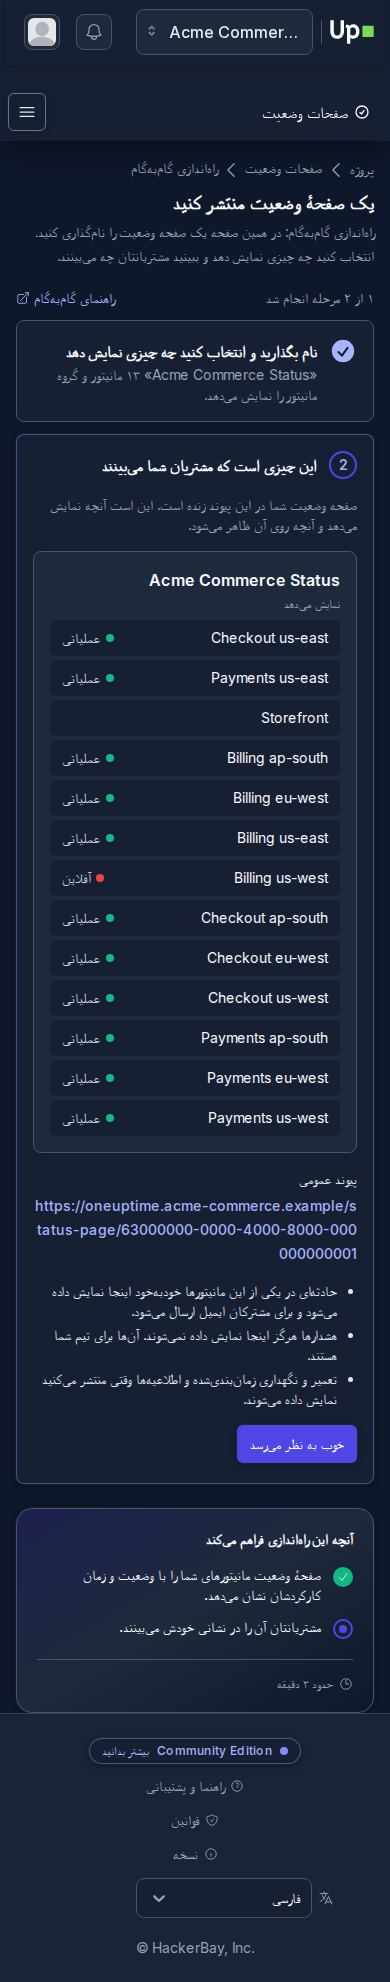 Up
Acme Commer...
صفحات وضعیت
پروژه
صفحات وضعیت
راه‌اندازی گام‌به‌گام
یک صفحهٔ وضعیت منتشر کنید
راه‌اندازی گام‌به‌گام: در همین صفحه یک صفحه وضعیت را نام‌گذاری کنید.
انتخاب کنید چه چیزی نمایش دهد و ببینید مشتریانتان چه می‌بینند.
۱ از ۲ مرحله انجام شد
راهنمای گام‌به‌گام
نام بگذارید و انتخاب کنید چه چیزی نمایش دهد
«Acme Commerce Status» ۱۳ مانیتور و گروه
مانیتور را نمایش می‌دهد.
2
این چیزی است که مشتریان شما می‌بینند
صفحه وضعیت شما در این پیوند زنده است. این است آنچه نمایش
می‌دهد و آنچه روی آن ظاهر می‌شود.
Acme Commerce Status
نمایش می‌دهد
Checkout us-east عملیاتی
Payments us-east عملیاتی
Storefront
Billing ap-south عملیاتی
Billing eu-west عملیاتی
Billing us-east عملیاتی
Billing us-west آفلاین
Checkout ap-south عملیاتی
Checkout eu-west عملیاتی
Checkout us-west عملیاتی
Payments ap-south عملیاتی
Payments eu-west عملیاتی
Payments us-west عملیاتی
پیوند عمومی
https://oneuptime.acme-commerce.example/s
tatus-page/63000000-0000-4000-8000-000
000000001
حادثه‌ای در یکی از این مانیتورها خودبه‌خود اینجا نمایش داده
می‌شود و برای مشترکان ایمیل ارسال می‌شود.
هشدارها هرگز اینجا نمایش داده نمی‌شوند. آن‌ها برای تیم شما
هستند.
تعمیر و نگهداری زمان‌بندی‌شده و اطلاعیه‌ها وقتی منتشر می‌کنید
نمایش داده می‌شوند.
خوب به نظر می‌رسد
آنچه این راه‌اندازی فراهم می‌کند
صفحهٔ وضعیت مانیتورهای شما را با وضعیت و زمان
کارکردشان نشان می‌دهد.
مشتریانتان آن را در نشانی خودش می‌بینند.
حدود ۳ دقیقه
Community Edition بیشتر بدانید
راهنما و پشتیبانی
قوانین
نسخه
فارسی
© HackerBay, Inc.